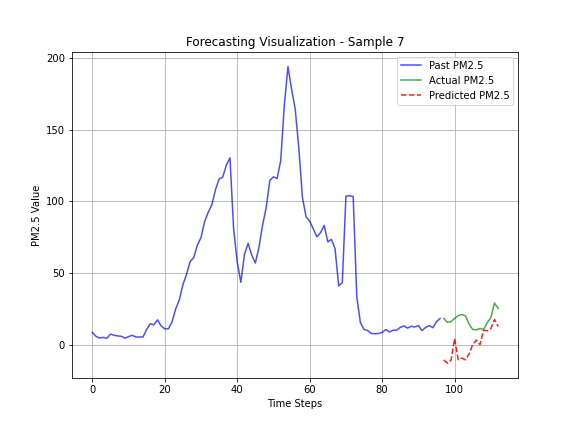 Forecasting Visualization - Sample 7
Past PM2.5
Actual PM2.5
Predicted PM2.5
PM2.5 Value
200
150
100
50
0
0 20 40 60 80 100
Time Steps